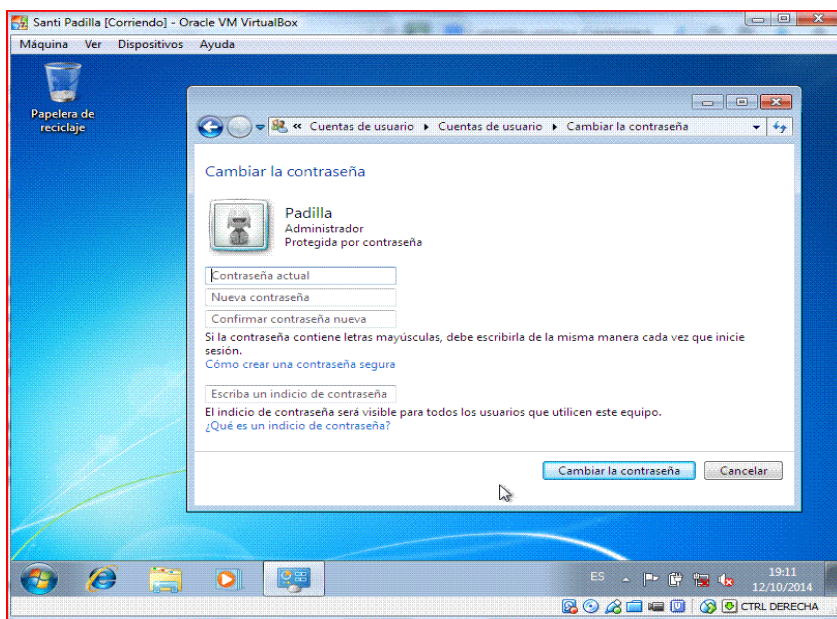 Santi Padilla [Corriendo] - Oracle VM VirtualBox
Máquina Ver Dispositivos Ayuda
Papelera de
reciclaje
« Cuentas de usuario Cuentas de usuario Cambiar la contraseña
Cambiar la contraseña
Padilla
Administrador
Protegida por contraseña
Contraseña actual
Nueva contraseña
Confirmar contraseña nueva
Si la contraseña contiene letras mayúsculas, debe escribirla de la misma manera cada vez que inicie
sesión.
Cómo crear una contraseña segura
Escriba un indicio de contraseña
El indicio de contraseña será visible para todos los usuarios que utilicen este equipo.
¿Qué es un indicio de contraseña?
Cambiar la contraseña Cancelar
ES 19:11
12/10/2014
CTRL DERECHA